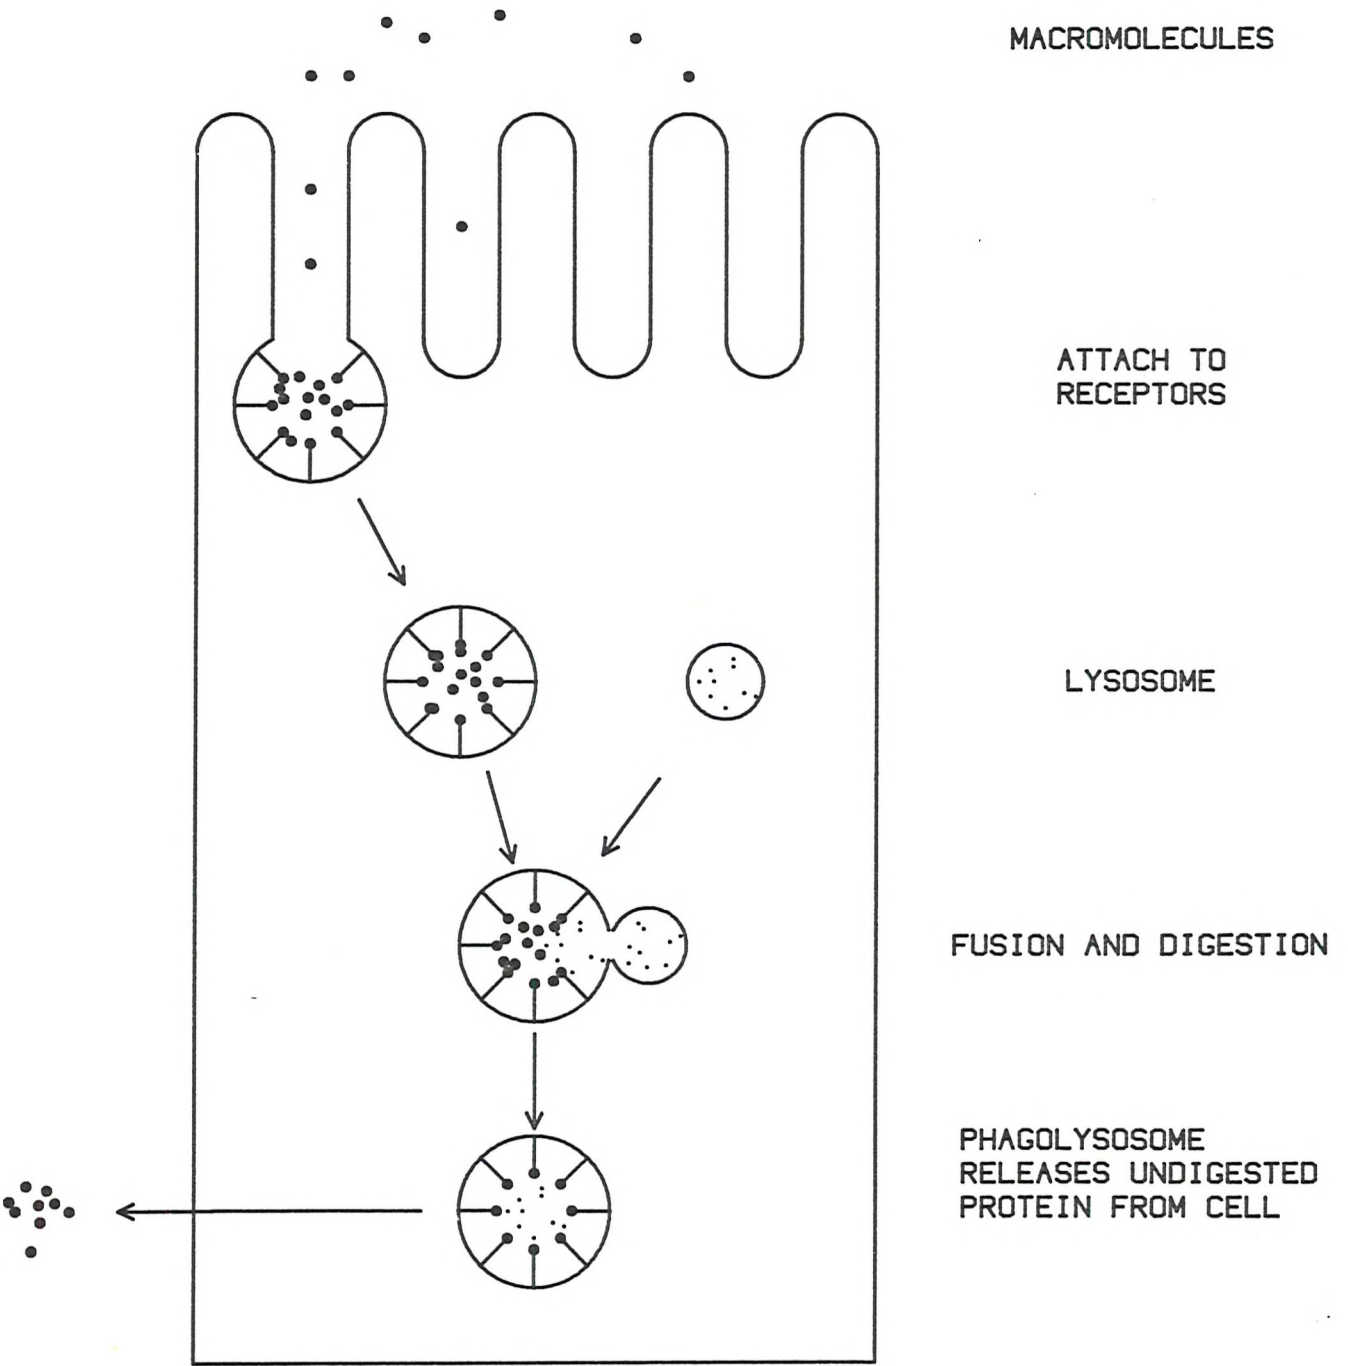 MACROMOLECULES
ATTACH TO
RECEPTORS
LYSOSOME
FUSION AND DIGESTION
PHAGOLYSOSOME
RELEASES UNDIGESTED
PROTEIN FROM CELL